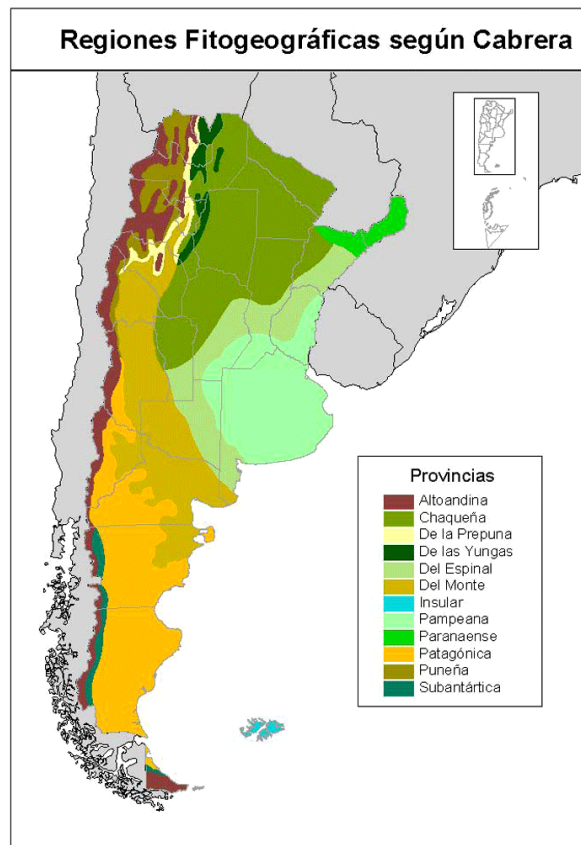 Regiones Fitogeográficas según Cabrera
Provincias
Altoandina
Chaqueña
De la Prepuna
De las Yungas
Del Espinal
Del Monte
Insular
Pampeana
Paranaense
Patagónica
Puneña
Subantártica